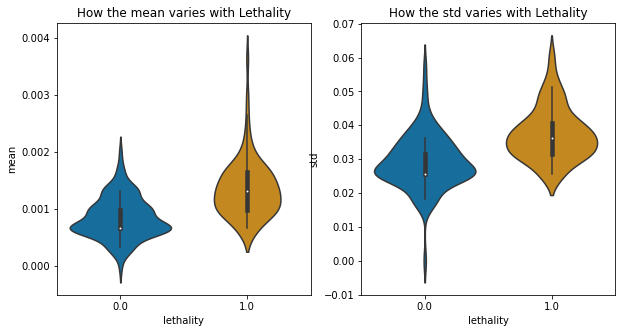 How the mean varies with Lethality
mean
0.004
0.003
0.002
0.001
0.000
0.0 1.0
lethality
How the std varies with Lethality
std
0.07
0.06
0.05
0.04
0.03
0.02
0.01
0.00
−0.01
0.0 1.0
lethality